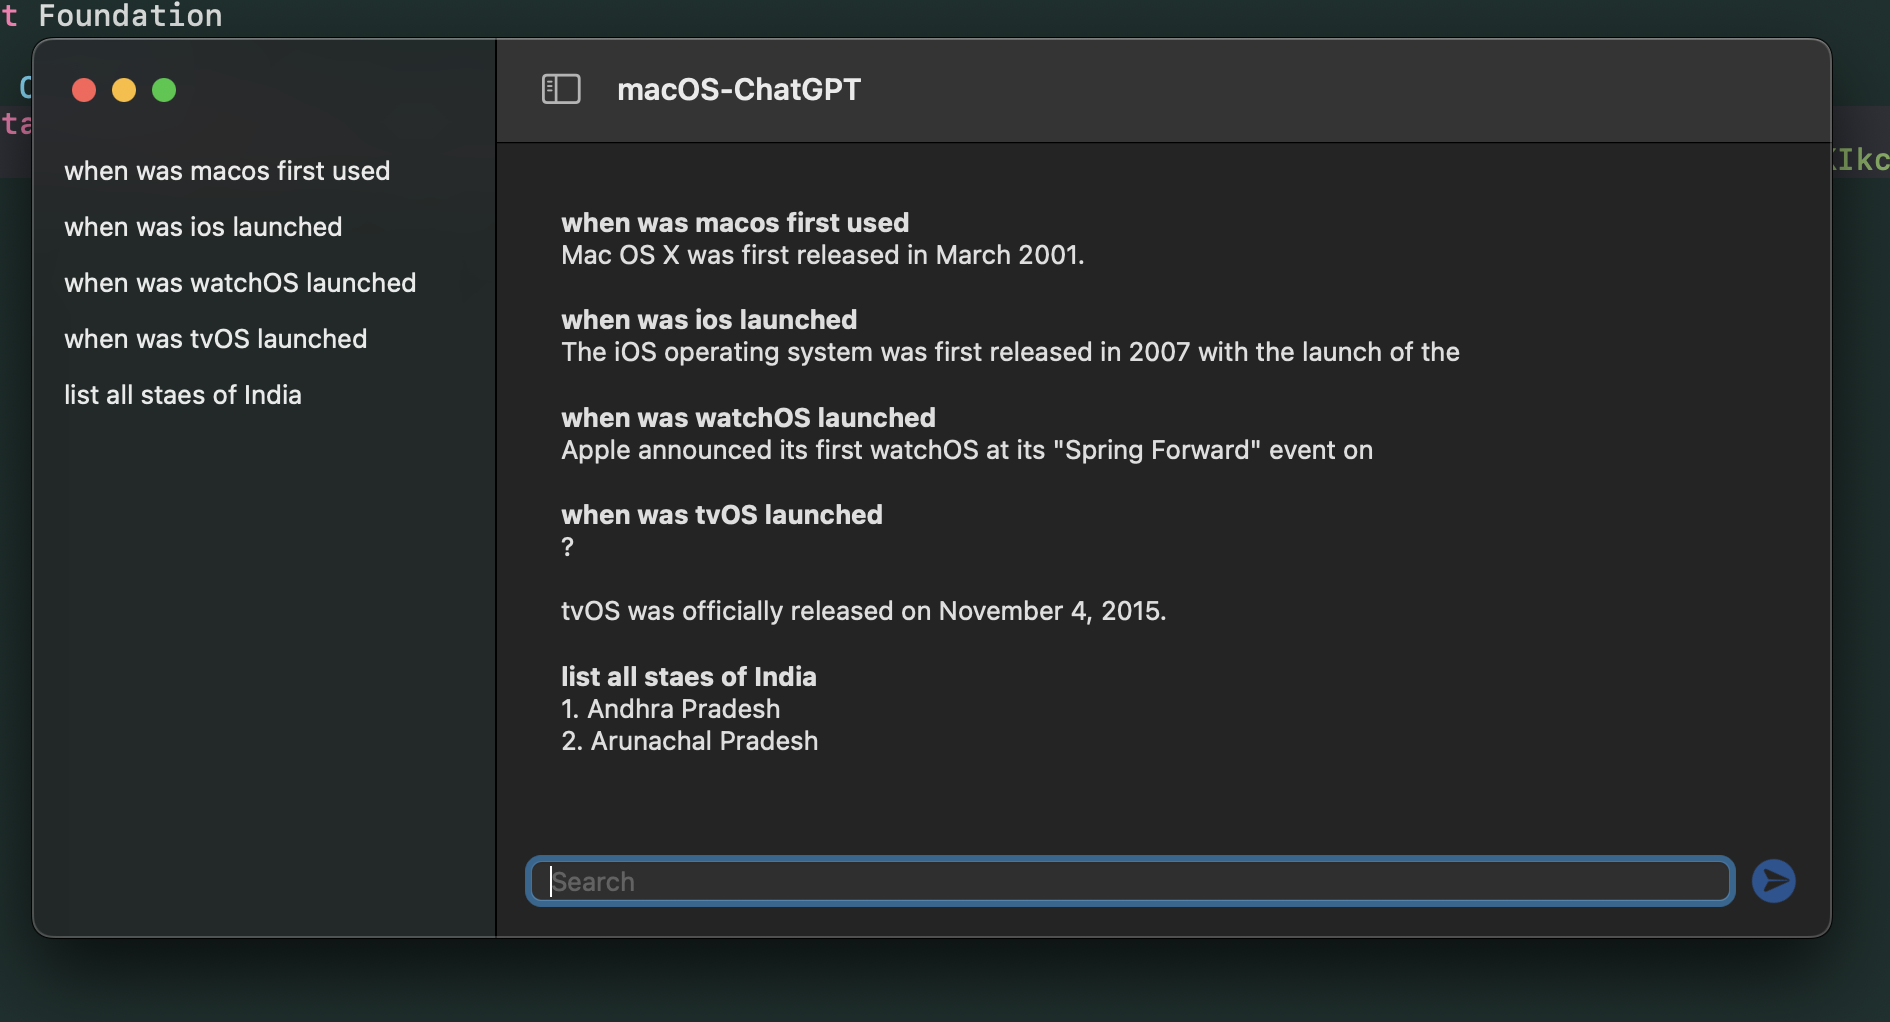 t Foundation
macOS-ChatGPT
when was macos first used
when was ios launched
when was watchOS launched
when was tvOS launched
list all staes of India
when was macos first used
Mac OS X was first released in March 2001.
when was ios launched
The iOS operating system was first released in 2007 with the launch of the
when was watchOS launched
Apple announced its first watchOS at its "Spring Forward" event on
when was tvOS launched
?
tvOS was officially released on November 4, 2015.
list all staes of India
1. Andhra Pradesh
2. Arunachal Pradesh
Search